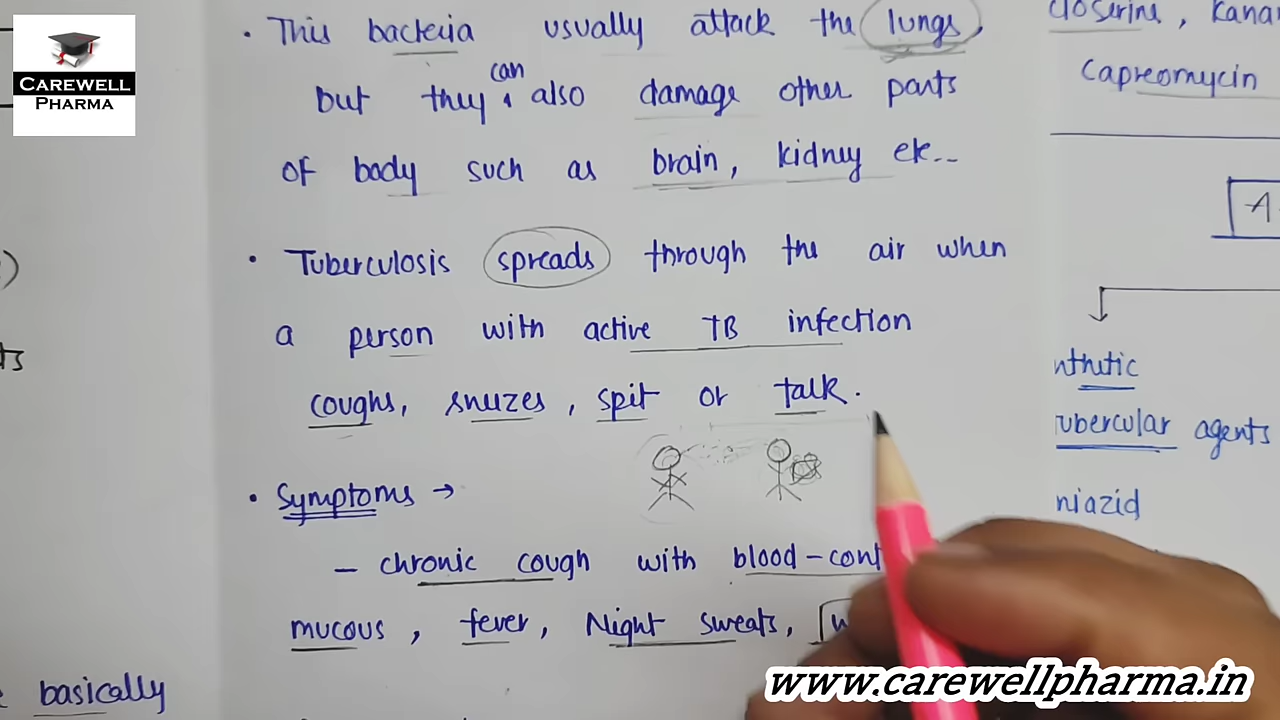 CAREWELL
PHARMA
• This bacteria usually attack the lungs,
but they can also damage other parts
of body such as brain, kidney etc..
• Tuberculosis spreads through the air when
a person with active TB infection
coughs, snuzes, spit or talk.
• Symptoms →
— chronic cough with blood-cont
mucous, fever, Night sweats,
basically
Capreomycin
nthetic
ubercular agents
niazid
www.carewellpharma.in